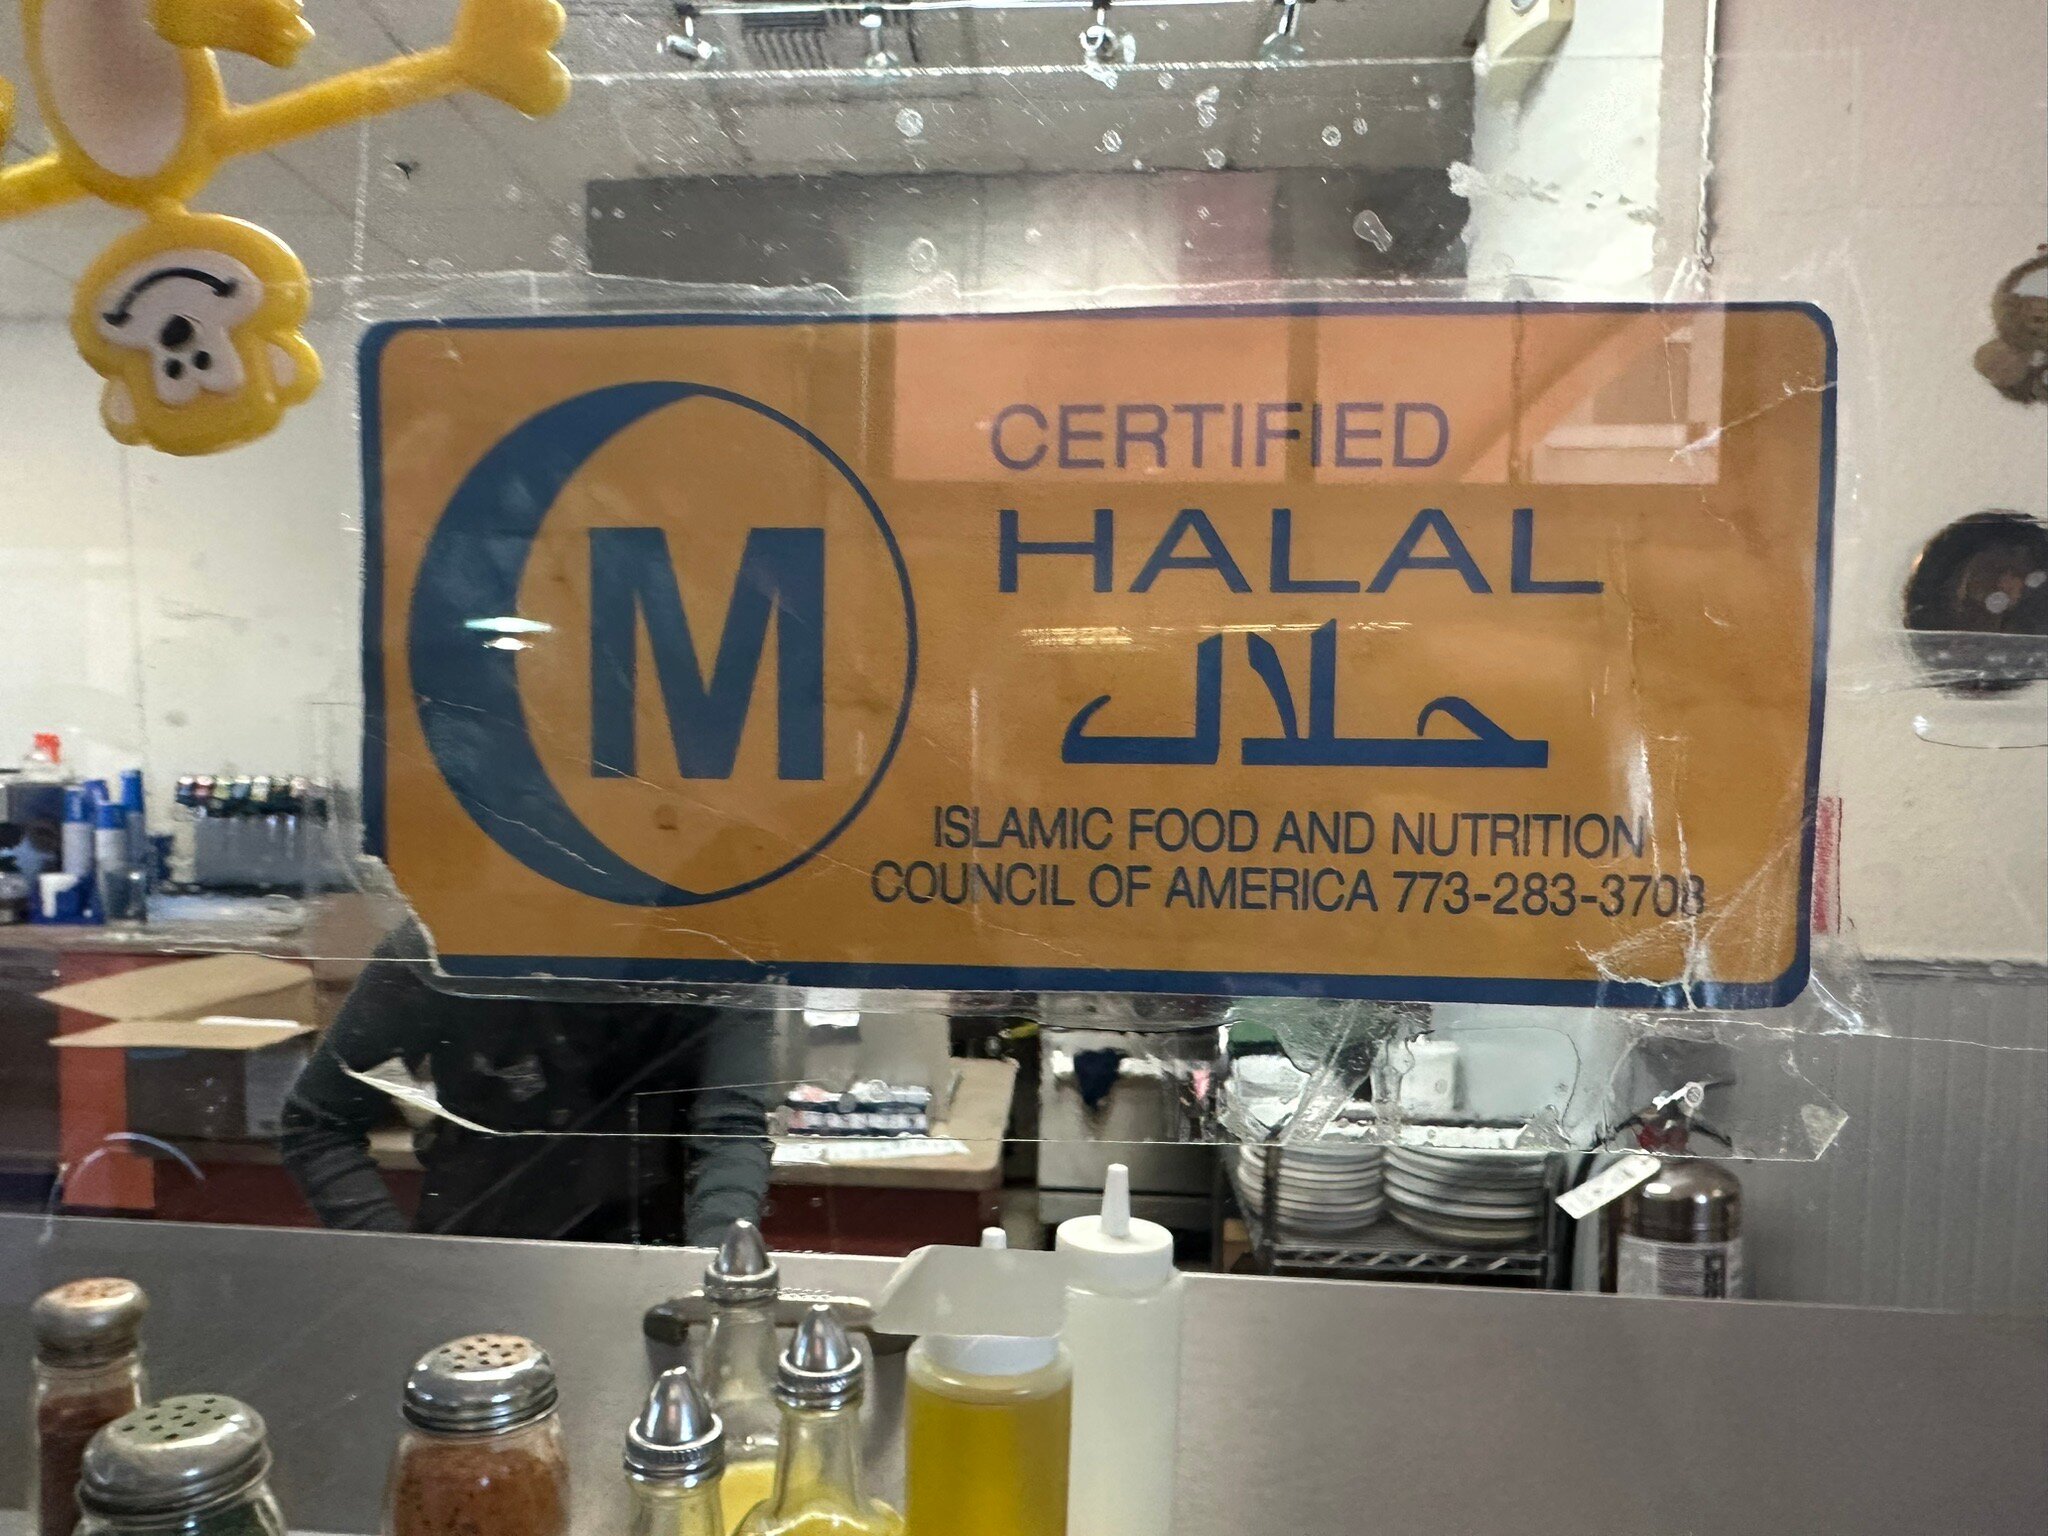 M
CERTIFIED
HALAL
حلال
ISLAMIC FOOD AND NUTRITION
COUNCIL OF AMERICA 773-283-3708